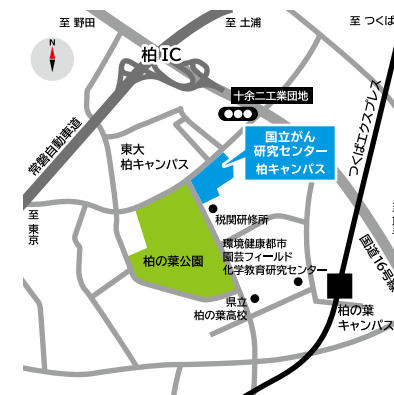 至 野田
至 土浦
至 つくば
N
柏IC
十余二工業団地
常磐自動車道
東大
柏キャンパス
国立がん
研究センター
柏キャンパス
つくばエクスプレス
至 東京
税関研修所
柏の葉公園
環境健康都市
園芸フィールド
化学教育研究センター
国道16号線
県立
柏の葉高校
柏の葉
キャンパス